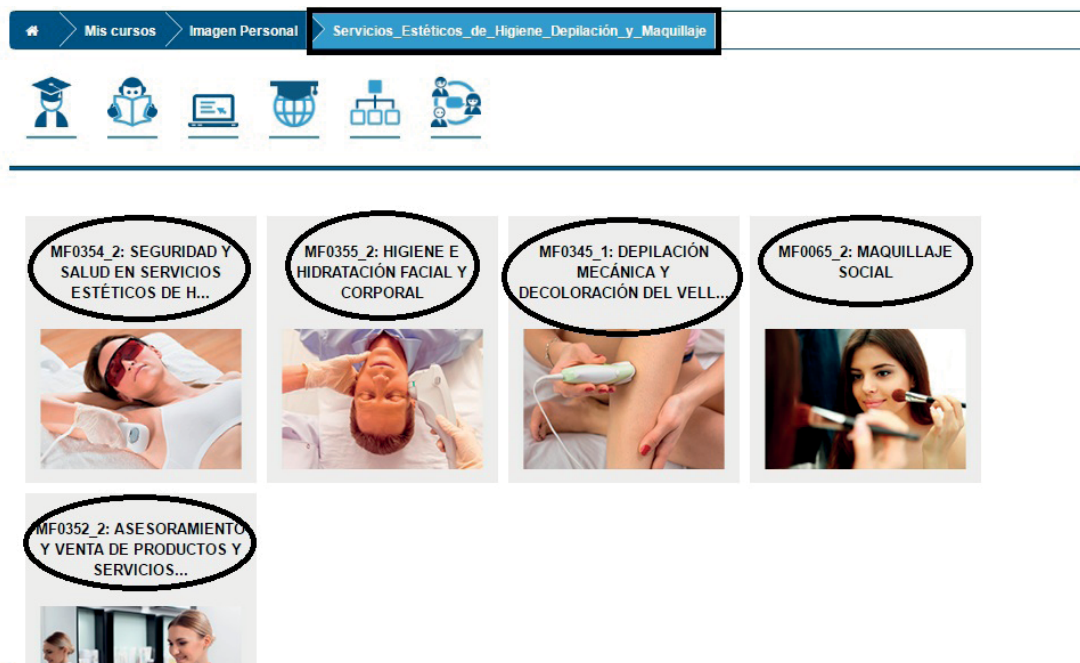 Mis cursos Imagen Personal Servicios_Estéticos_de_Higiene_Depilación_y_Maquillaje
MF0354_2: SEGURIDAD Y
SALUD EN SERVICIOS
ESTÉTICOS DE H...
MF0355_2: HIGIENE E
HIDRATACIÓN FACIAL Y
CORPORAL
MF0345_1: DEPILACIÓN
MECÁNICA Y
DECOLORACIÓN DEL VELL...
MF0065_2: MAQUILLAJE
SOCIAL
MF0352_2: ASESORAMIENTO
Y VENTA DE PRODUCTOS Y
SERVICIOS...